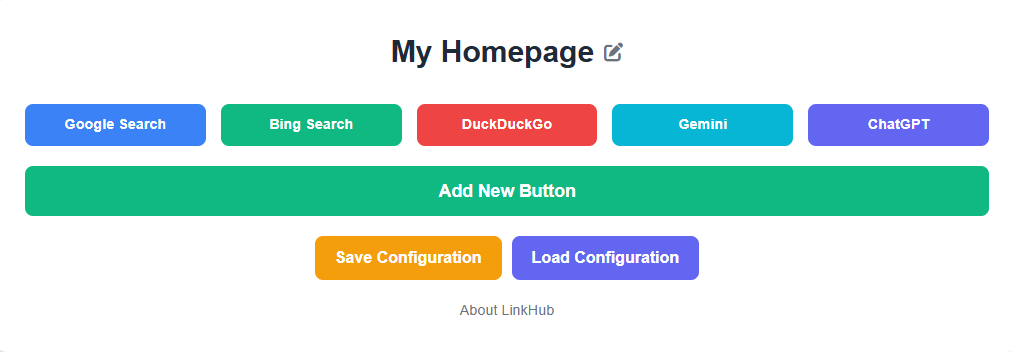 My Homepage
Google Search Bing Search DuckDuckGo Gemini ChatGPT
Add New Button
Save Configuration Load Configuration
About LinkHub